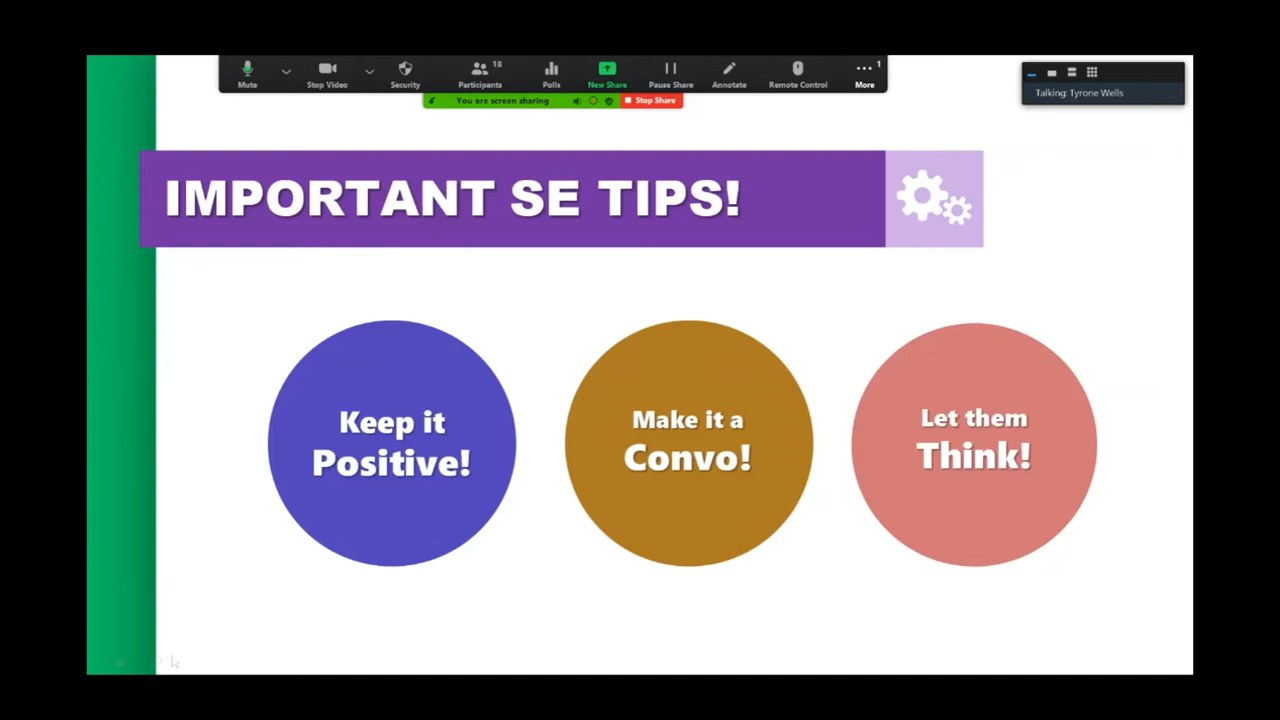 18
1
Mute
Stop Video
Security
Participants
Polls
New Share
Pause Share
Annotate
Remote Control
More
You are screen sharing
Stop Share
Talking: Tyrone Wells
IMPORTANT SE TIPS!
Keep it
Positive!
Make it a
Convo!
Let them
Think!